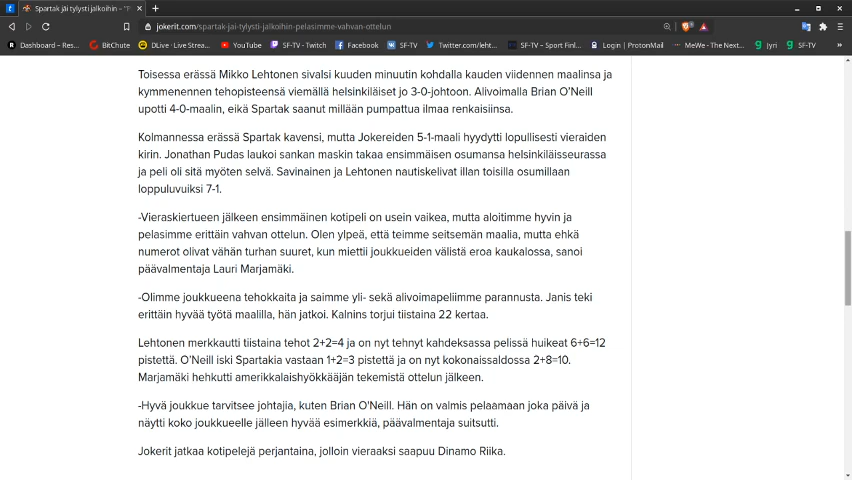 Spartak jäi tylysti jalkoihin – Pel
jokerit.com/spartak-jai-tylysti-jalkoihin-pelasimme-vahvan-ottelun
Dashboard – Res... BitChute DLive · Live Strea... YouTube SF-TV - Twitch Facebook SF-TV Twitter.com/leht... SF-TV – Sport Finl... Login | ProtonMail MeWe - The Next... Jyri SF-TV
Toisessa erässä Mikko Lehtonen sivalsi kuuden minuutin kohdalla kauden viidennen maalinsa ja
kymmenennen tehopisteensä viemällä helsinkiläiset jo 3-0-johtoon. Alivoimalla Brian O'Neill
upotti 4-0-maalin, eikä Spartak saanut millään pumpattua ilmaa renkaisiinsa.
Kolmannessa erässä Spartak kavensi, mutta Jokereiden 5-1-maali hyydytti lopullisesti vieraiden
kirin. Jonathan Pudas laukoi sankan maskin takaa ensimmäisen osumansa helsinkiläisseurassa
ja peli oli sitä myöten selvä. Savinainen ja Lehtonen nautiskelivat illan toisilla osumillaan
loppuluvuiksi 7-1.
-Vieraskiertueen jälkeen ensimmäinen kotipeli on usein vaikea, mutta aloitimme hyvin ja
pelasimme erittäin vahvan ottelun. Olen ylpeä, että teimme seitsemän maalia, mutta ehkä
numerot olivat vähän turhan suuret, kun miettii joukkueiden välistä eroa kaukalossa, sanoi
päävalmentaja Lauri Marjamäki.
-Olimme joukkueena tehokkaita ja saimme yli- sekä alivoimapeliimme parannusta. Janis teki
erittäin hyvää työtä maalilla, hän jatkoi. Kalnins torjui tiistaina 22 kertaa.
Lehtonen merkkautti tiistaina tehot 2+2=4 ja on nyt tehnyt kahdeksassa pelissä huikeat 6+6=12
pistettä. O'Neill iski Spartakia vastaan 1+2=3 pistettä ja on nyt kokonaissaldossa 2+8=10.
Marjamäki hehkutti amerikkalaishyökkääjän tekemistä ottelun jälkeen.
-Hyvä joukkue tarvitsee johtajia, kuten Brian O'Neill. Hän on valmis pelaamaan joka päivä ja
näytti koko joukkueelle jälleen hyvää esimerkkiä, päävalmentaja suitsutti.
Jokerit jatkaa kotipelejä perjantaina, jolloin vieraaksi saapuu Dinamo Riika.